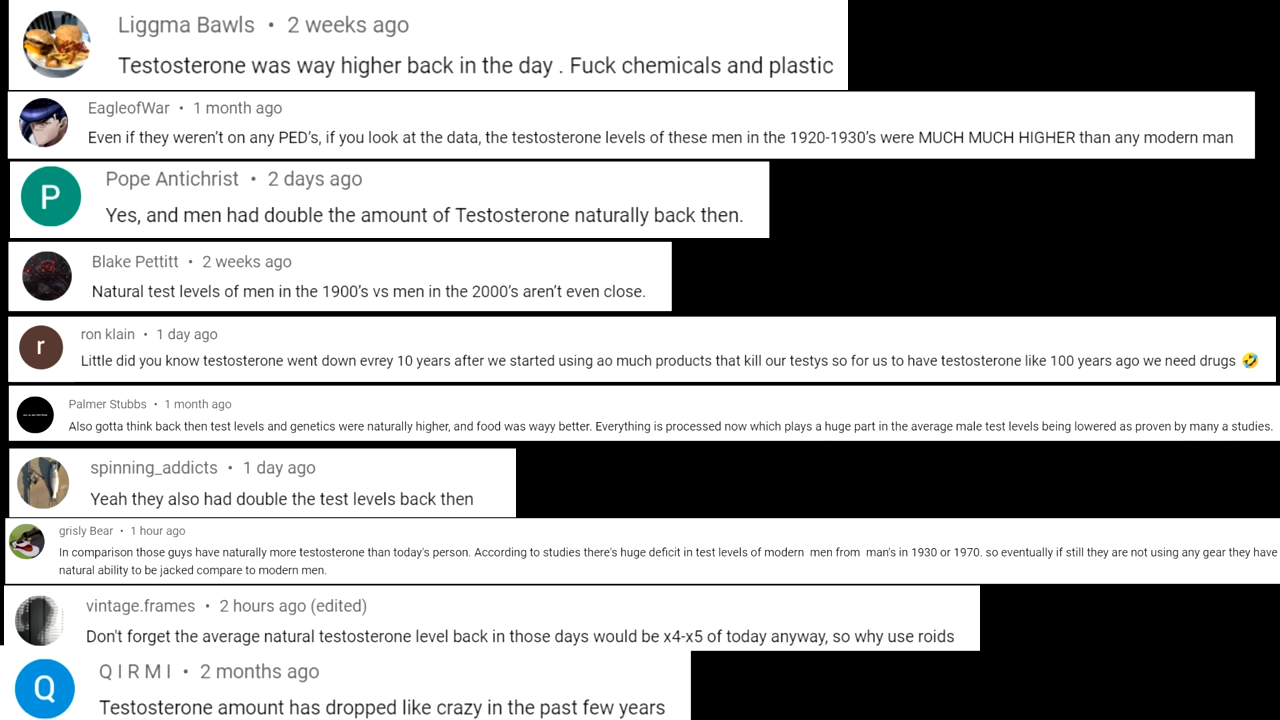 Liggma Bawls • 2 weeks ago
Testosterone was way higher back in the day . Fuck chemicals and plastic
EagleofWar • 1 month ago
Even if they weren't on any PED's, if you look at the data, the testosterone levels of these men in the 1920-1930's were MUCH MUCH HIGHER than any modern man
P
Pope Antichrist • 2 days ago
Yes, and men had double the amount of Testosterone naturally back then.
Blake Pettitt • 2 weeks ago
Natural test levels of men in the 1900's vs men in the 2000's aren't even close.
r
ron klain • 1 day ago
Little did you know testosterone went down evrey 10 years after we started using ao much products that kill our testys so for us to have testosterone like 100 years ago we need drugs 🤣
Palmer Stubbs • 1 month ago
Also gotta think back then test levels and genetics were naturally higher, and food was wayy better. Everything is processed now which plays a huge part in the average male test levels being lowered as proven by many a studies.
spinning_addicts • 1 day ago
Yeah they also had double the test levels back then
grisly Bear • 1 hour ago
In comparison those guys have naturally more testosterone than today's person. According to studies there's huge deficit in test levels of modern men from man's in 1930 or 1970. so eventually if still they are not using any gear they have
natural ability to be jacked compare to modern men.
vintage.frames • 2 hours ago (edited)
Don't forget the average natural testosterone level back in those days would be x4-x5 of today anyway, so why use roids
Q
Q I R M I • 2 months ago
Testosterone amount has dropped like crazy in the past few years